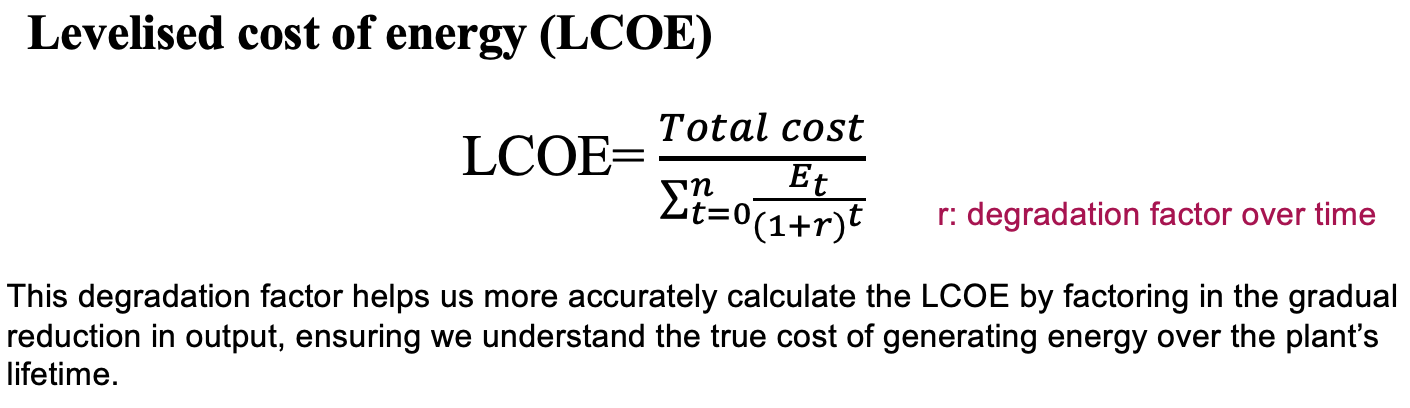 Levelised cost of energy (LCOE)
LCOE= \frac{Total cost}{\sum_{t=0}^{n} \frac{E_t}{(1+r)^t}}
r: degradation factor over time
This degradation factor helps us more accurately calculate the LCOE by factoring in the gradual
reduction in output, ensuring we understand the true cost of generating energy over the plant’s
lifetime.